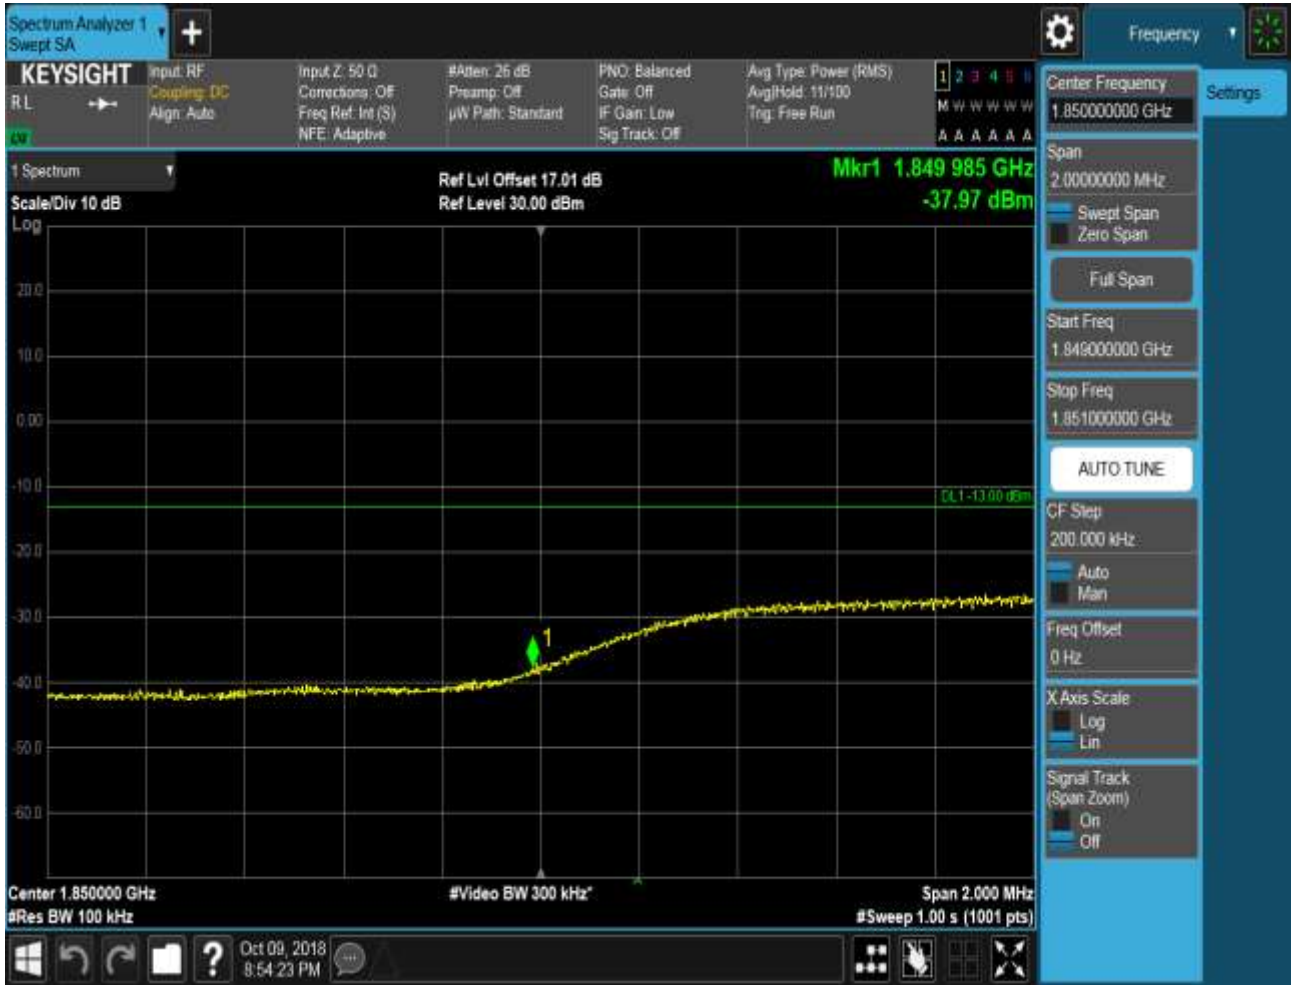 Spectrum Analyzer 1
Swept SA
+
Frequency
KEYSIGHT
RL
Input: RF
Coupling: DC
Align: Auto
Input Z: 50 Ω
Corrections: Off
Freq Ref: Int (S)
NFE: Adaptive
#Atten: 26 dB
Preamp: Off
µW Path: Standard
PNO: Balanced
Gate: Off
IF Gain: Low
Sig Track: Off
Avg Type: Power (RMS)
Avg|Hold: 11/100
Trig: Free Run
1 2 3 4 5 6
M W W W W W
A A A A A A
1 Spectrum
Scale/Div 10 dB
Log
Ref Lvl Offset 17.01 dB
Ref Level 30.00 dBm
Mkr1 1.849 985 GHz
-37.97 dBm
20.0
10.0
0.00
-10.0
-20.0
-30.0
-40.0
-50.0
-60.0
DL1 -13.00 dBm
1
Center 1.850000 GHz
#Res BW 100 kHz
#Video BW 300 kHz*
Span 2.000 MHz
#Sweep 1.00 s (1001 pts)
Center Frequency
1.850000000 GHz
Settings
Span
2.00000000 MHz
Swept Span
Zero Span
Full Span
Start Freq
1.849000000 GHz
Stop Freq
1.851000000 GHz
AUTO TUNE
CF Step
200.000 kHz
Auto
Man
Freq Offset
0 Hz
X Axis Scale
Log
Lin
Signal Track
(Span Zoom)
On
Off
?
Oct 09, 2018
8:54:23 PM